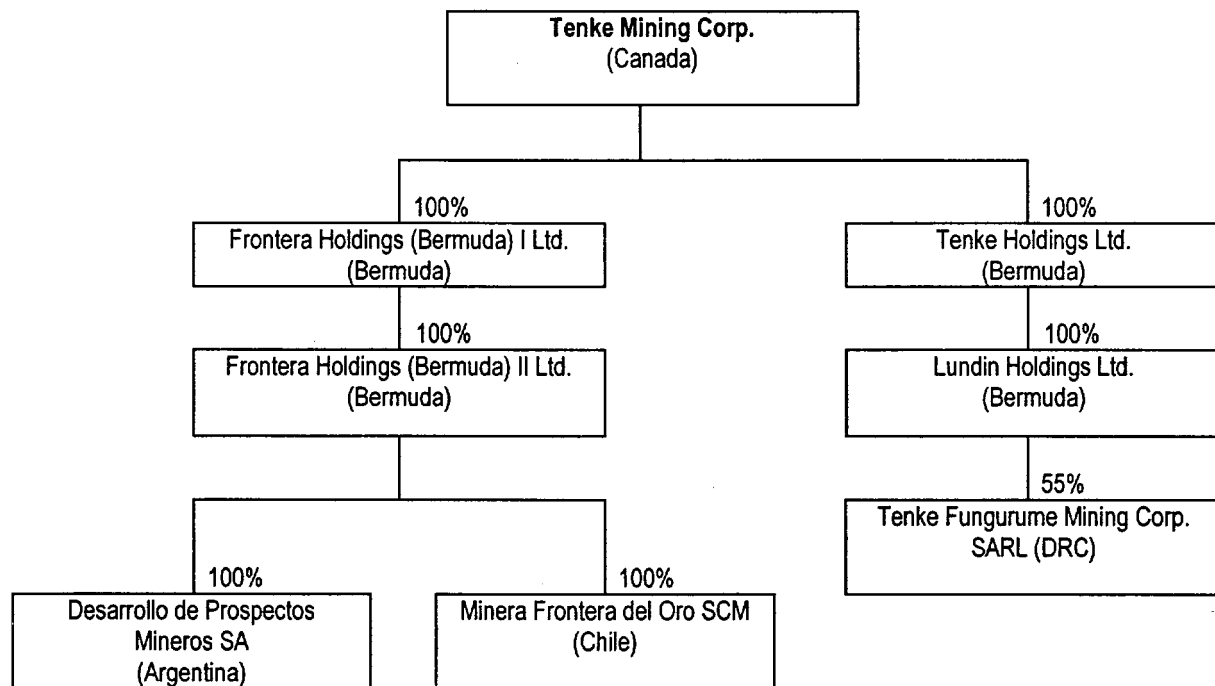 Tenke Mining Corp.
(Canada)
100%
100%
Frontera Holdings (Bermuda) I Ltd.
(Bermuda)
Tenke Holdings Ltd.
(Bermuda)
100%
100%
Frontera Holdings (Bermuda) II Ltd.
(Bermuda)
Lundin Holdings Ltd.
(Bermuda)
55%
Tenke Fungurume Mining Corp.
SARL (DRC)
100%
100%
Desarrollo de Prospectos
Mineros SA
(Argentina)
Minera Frontera del Oro SCM
(Chile)